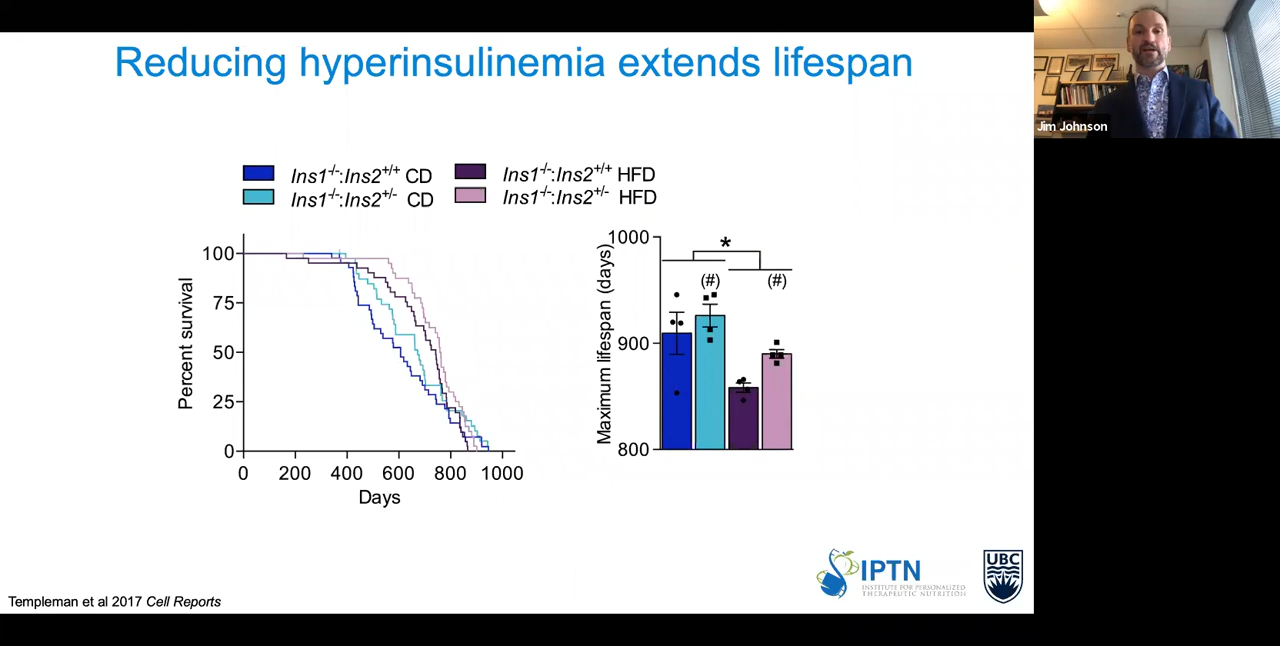 Reducing hyperinsulinemia extends lifespan
Jim Johnson
Ins1-/-:Ins2+/+ CD
Ins1-/-:Ins2+/- CD
Ins1-/-:Ins2+/+ HFD
Ins1-/-:Ins2+/- HFD
Percent survival
100
75
50
25
0
0 200 400 600 800 1000
Days
Maximum lifespan (days)
1000
900
800
*
(#) (#)
IPTN
INSTITUTE FOR PERSONALIZED
THERAPEUTIC NUTRITION
UBC
Templeman et al 2017 Cell Reports